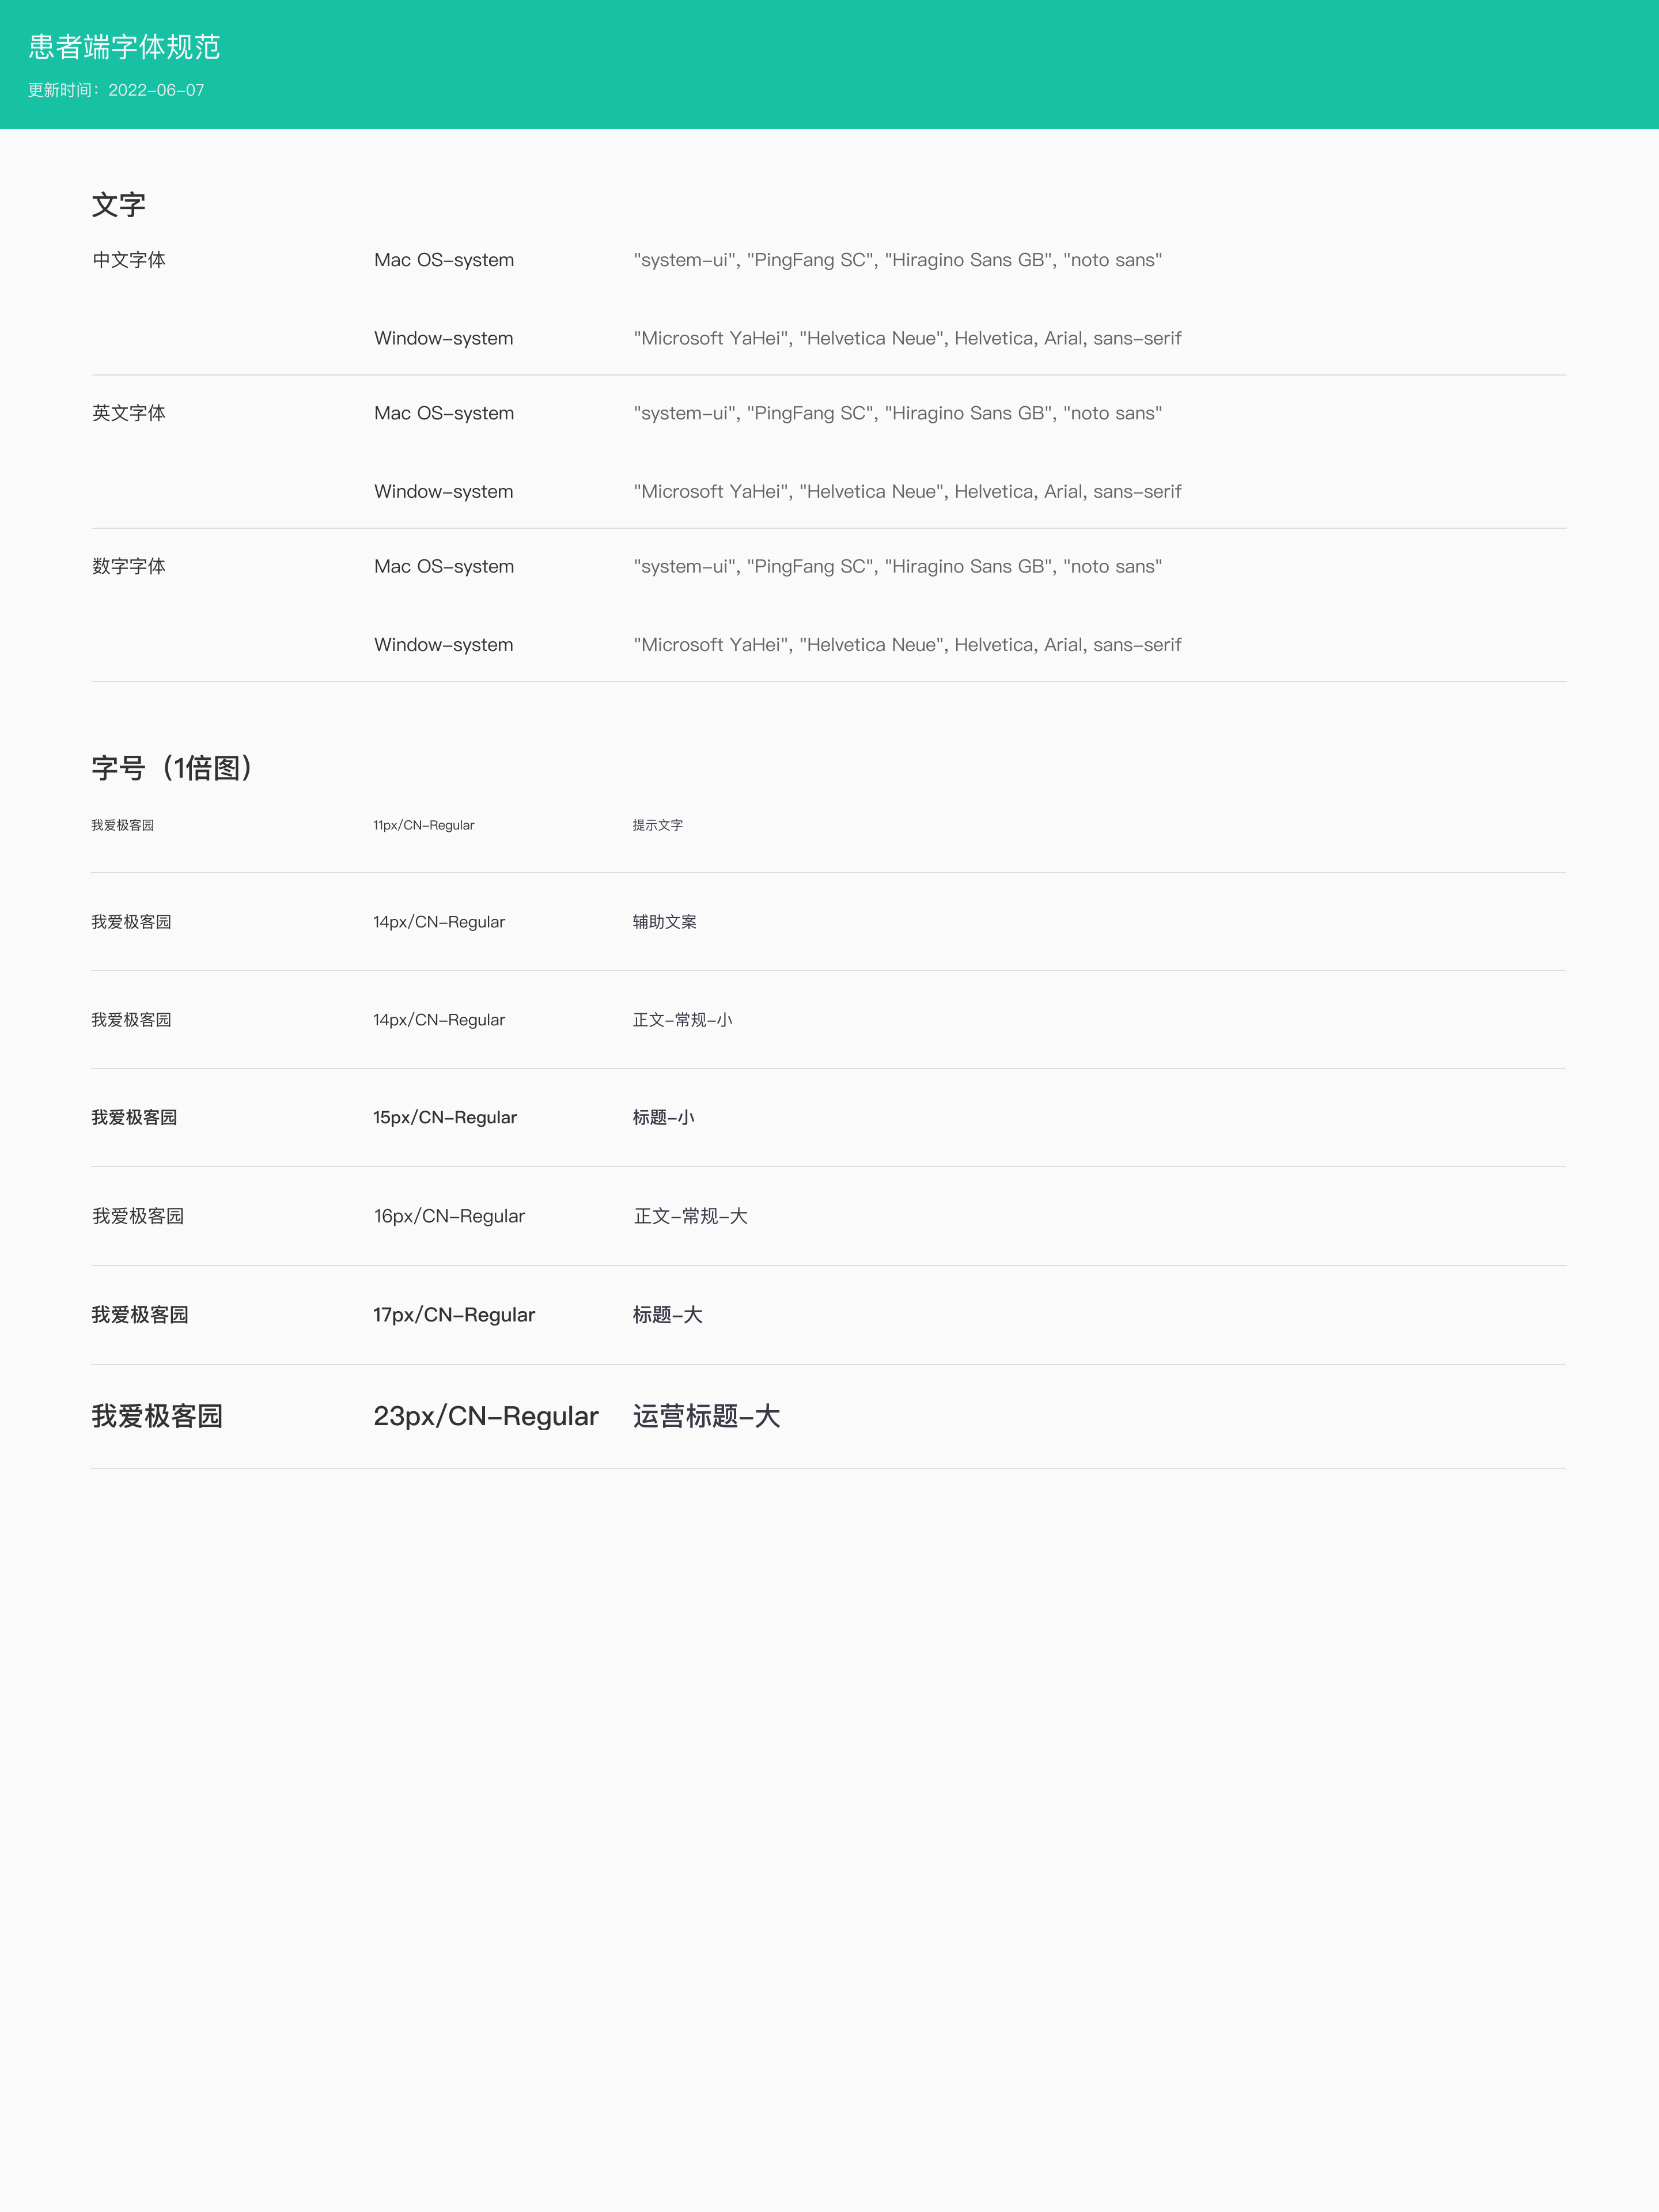 患者端字体规范
更新时间：2022-06-07
文字
中文字体 Mac OS-system "system-ui", "PingFang SC", "Hiragino Sans GB", "noto sans"
Window-system "Microsoft YaHei", "Helvetica Neue", Helvetica, Arial, sans-serif
英文字体 Mac OS-system "system-ui", "PingFang SC", "Hiragino Sans GB", "noto sans"
Window-system "Microsoft YaHei", "Helvetica Neue", Helvetica, Arial, sans-serif
数字字体 Mac OS-system "system-ui", "PingFang SC", "Hiragino Sans GB", "noto sans"
Window-system "Microsoft YaHei", "Helvetica Neue", Helvetica, Arial, sans-serif
字号（1倍图）
我爱极客园 11px/CN-Regular 提示文字
我爱极客园 14px/CN-Regular 辅助文案
我爱极客园 14px/CN-Regular 正文-常规-小
我爱极客园 15px/CN-Regular 标题-小
我爱极客园 16px/CN-Regular 正文-常规-大
我爱极客园 17px/CN-Regular 标题-大
我爱极客园 23px/CN-Regular 运营标题-大